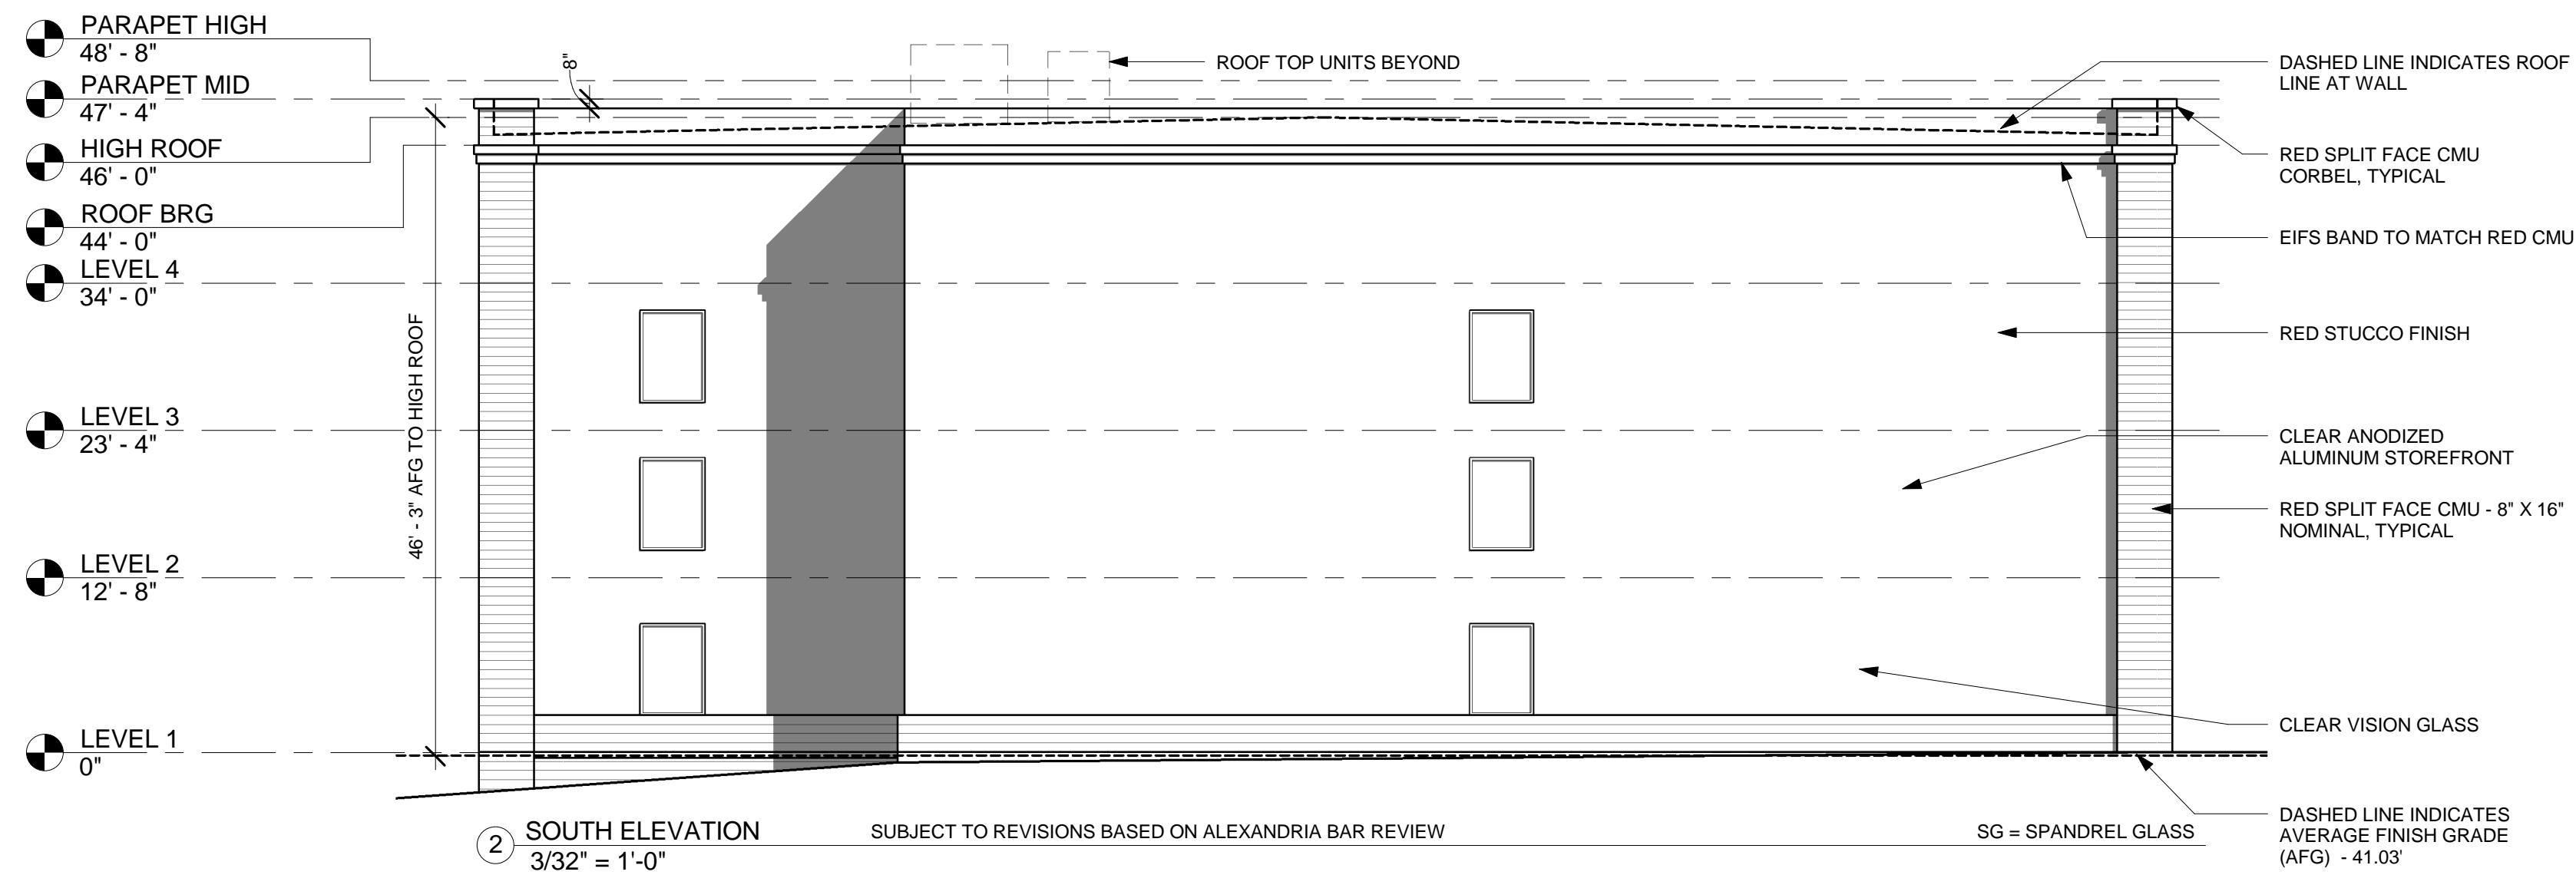 PARAPET HIGH
48' - 8"
PARAPET MID
47' - 4"
HIGH ROOF
46' - 0"
ROOF BRG
44' - 0"
LEVEL 4
34' - 0"
LEVEL 3
23' - 4"
LEVEL 2
12' - 8"
LEVEL 1
0"
46' - 3" AFG TO HIGH ROOF
8"
ROOF TOP UNITS BEYOND
DASHED LINE INDICATES ROOF
LINE AT WALL
RED SPLIT FACE CMU
CORBEL, TYPICAL
EIFS BAND TO MATCH RED CMU
RED STUCCO FINISH
CLEAR ANODIZED
ALUMINUM STOREFRONT
RED SPLIT FACE CMU - 8" X 16"
NOMINAL, TYPICAL
CLEAR VISION GLASS
DASHED LINE INDICATES
AVERAGE FINISH GRADE
(AFG) - 41.03'
2
SOUTH ELEVATION
3/32" = 1'-0"
SUBJECT TO REVISIONS BASED ON ALEXANDRIA BAR REVIEW
SG = SPANDREL GLASS